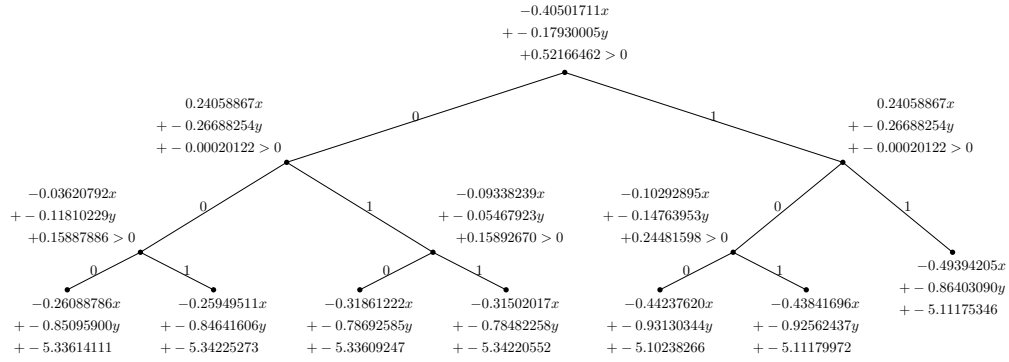 −0.40501711x
+ − 0.17930005y
+0.52166462 > 0
0
1
0.24058867x
+ − 0.26688254y
+ − 0.00020122 > 0
0.24058867x
+ − 0.26688254y
+ − 0.00020122 > 0
0
1
0
1
−0.03620792x
+ − 0.11810229y
+0.15887886 > 0
−0.09338239x
+ − 0.05467923y
+0.15892670 > 0
−0.10292895x
+ − 0.14763953y
+0.24481598 > 0
−0.49394205x
+ − 0.86403090y
+ − 5.11175346
0
1
0
1
0
1
−0.26088786x
+ − 0.85095900y
+ − 5.33614111
−0.25949511x
+ − 0.84641606y
+ − 5.34225273
−0.31861222x
+ − 0.78692585y
+ − 5.33609247
−0.31502017x
+ − 0.78482258y
+ − 5.34220552
−0.44237620x
+ − 0.93130344y
+ − 5.10238266
−0.43841696x
+ − 0.92562437y
+ − 5.11179972